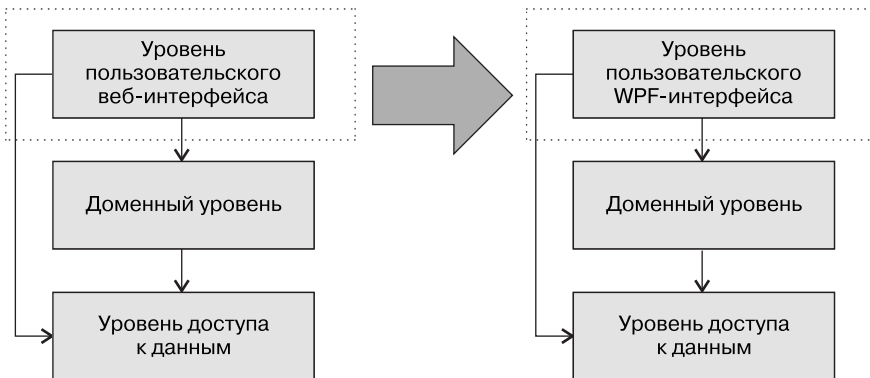 Уровень
пользовательского
веб-интерфейса
Доменный уровень
Уровень доступа
к данным
Уровень
пользовательского
WPF-интерфейса
Доменный уровень
Уровень доступа
к данным